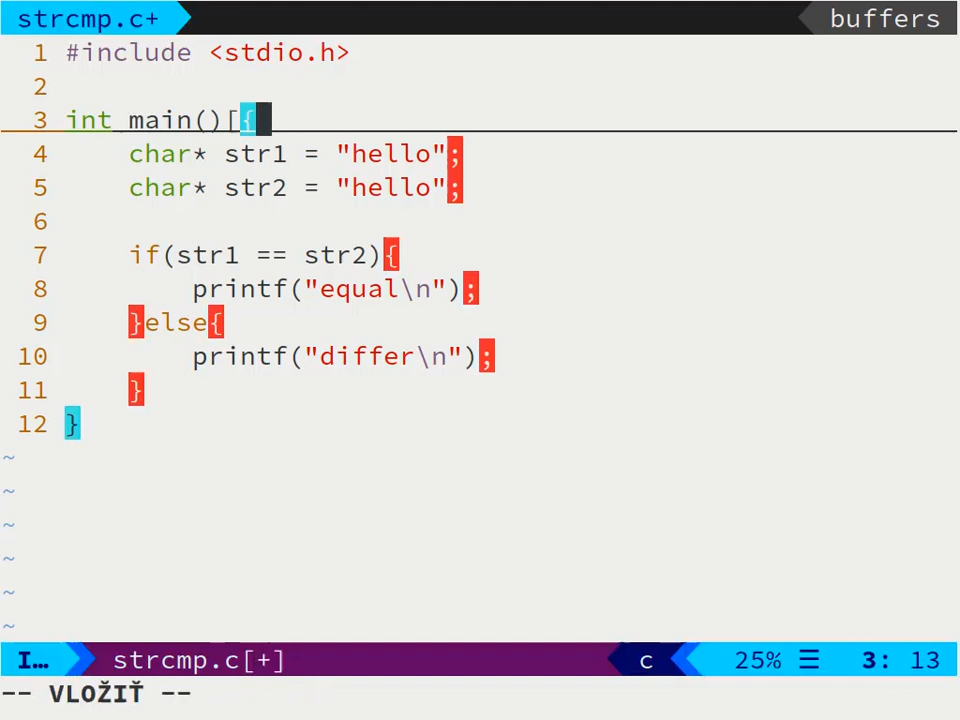 strcmp.c+ buffers
1 #include <stdio.h>
2
3 int main()[{
4     char* str1 = "hello";
5     char* str2 = "hello";
6
7     if(str1 == str2){
8         printf("equal\n");
9     }else{
10         printf("differ\n");
11     }
12 }
~
~
~
~
~
~
I… strcmp.c[+] c 25% ☰ 3: 13
-- VLOŽIŤ --